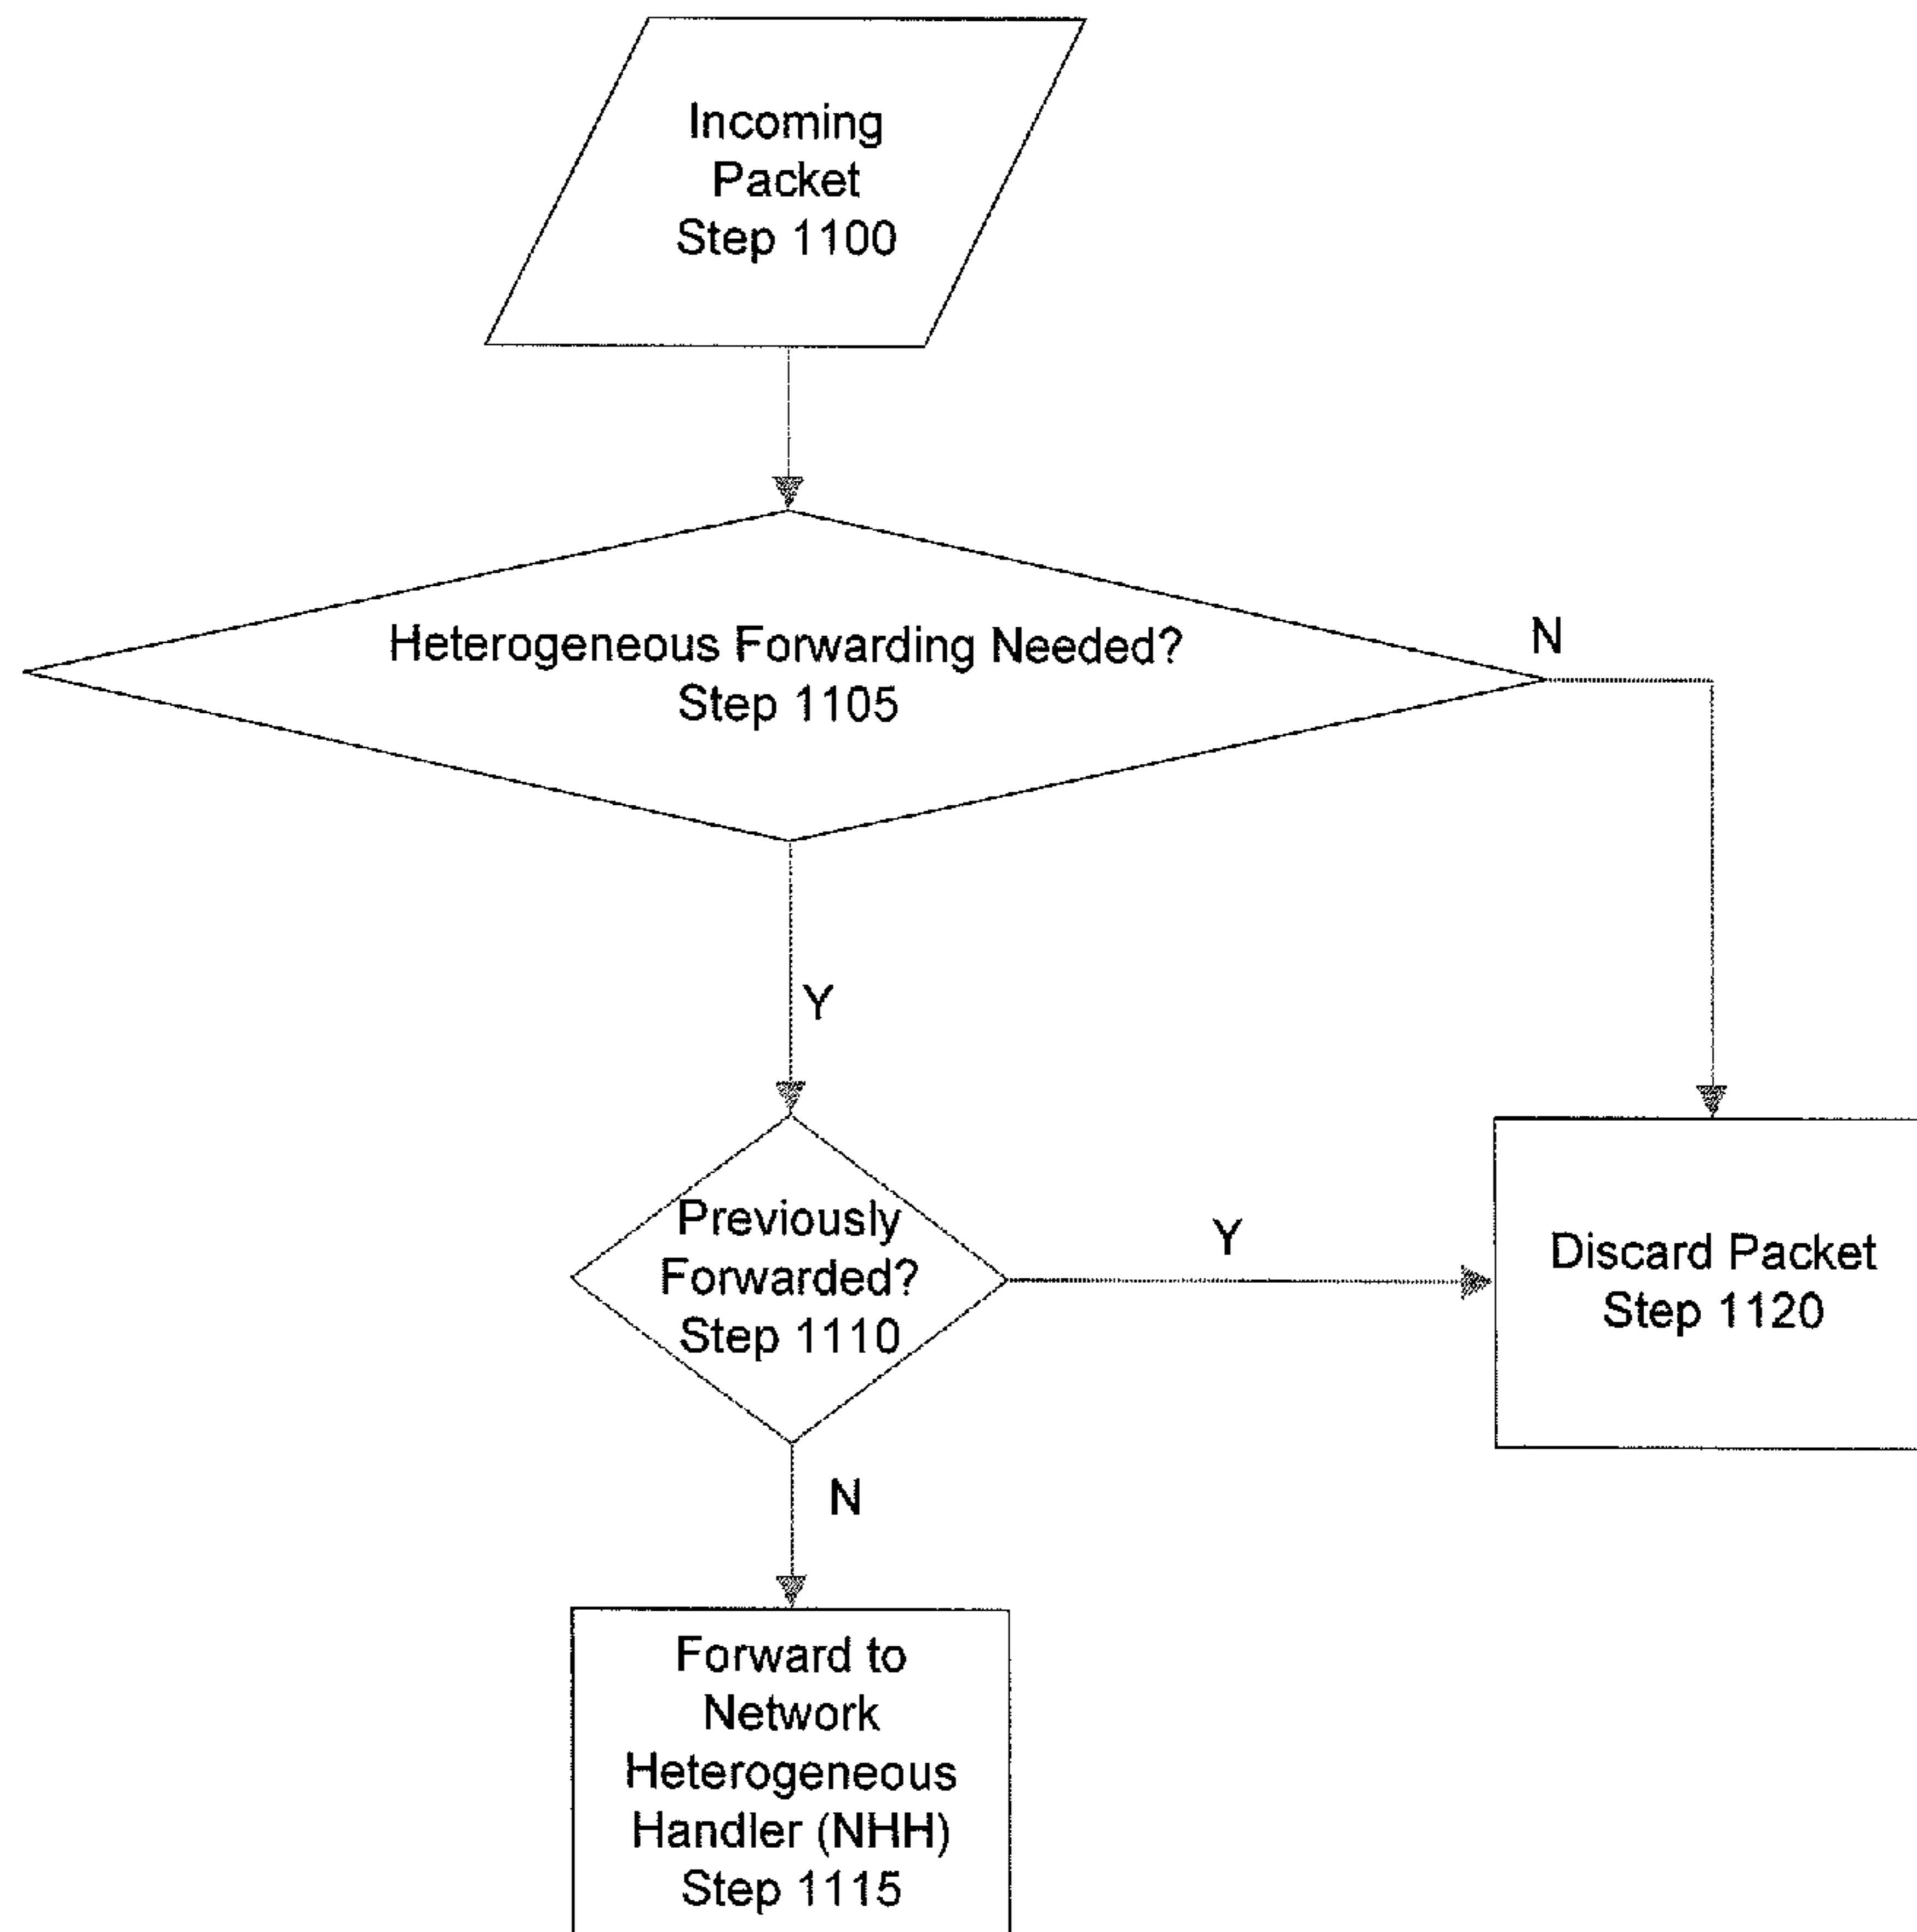 Incoming
Packet
Step 1100
Heterogeneous Forwarding Needed?
Step 1105
N
Y
Previously
Forwarded?
Step 1110
Y
Discard Packet
Step 1120
N
Forward to
Network
Heterogeneous
Handler (NHH)
Step 1115